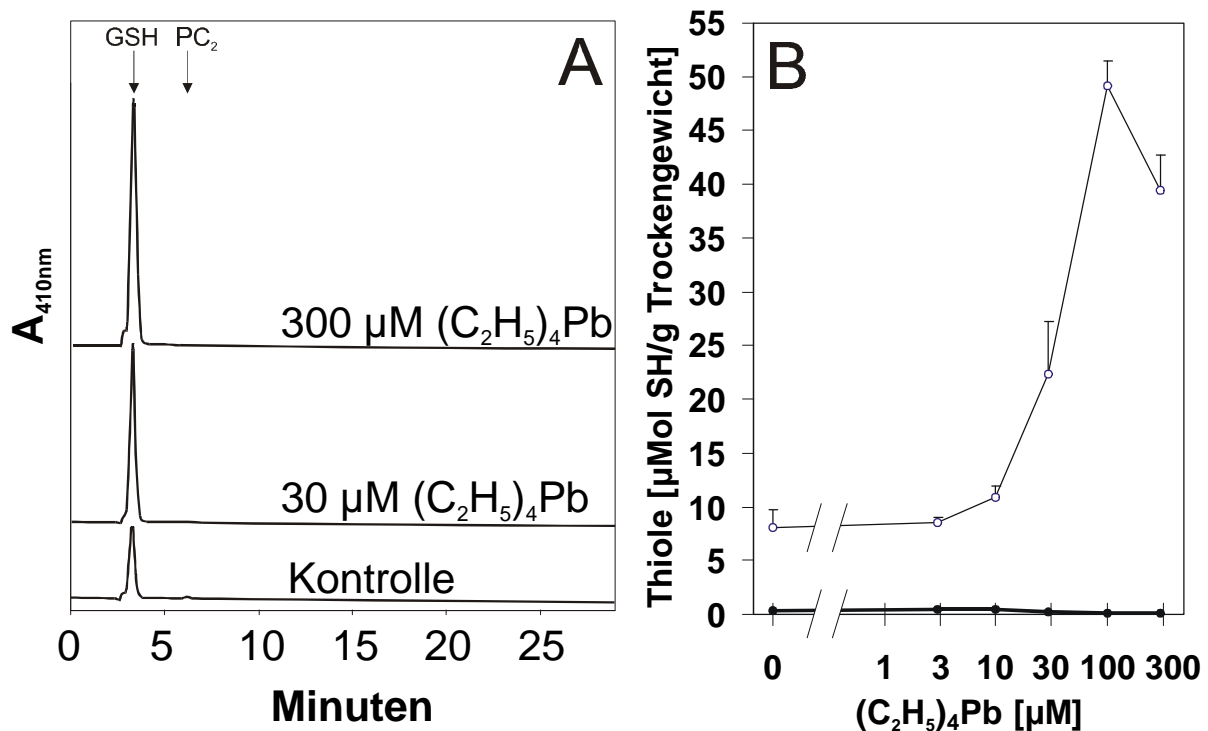 GSH PC₂
A
A₄₁₀ₙₘ
300 µM (C₂H₅)₄Pb
30 µM (C₂H₅)₄Pb
Kontrolle
0 5 10 15 20 25
Minuten
B
Thiole [µMol SH/g Trockengewicht]
55
50
45
40
35
30
25
20
15
10
5
0
0 1 3 10 30 100 300
(C₂H₅)₄Pb [µM]